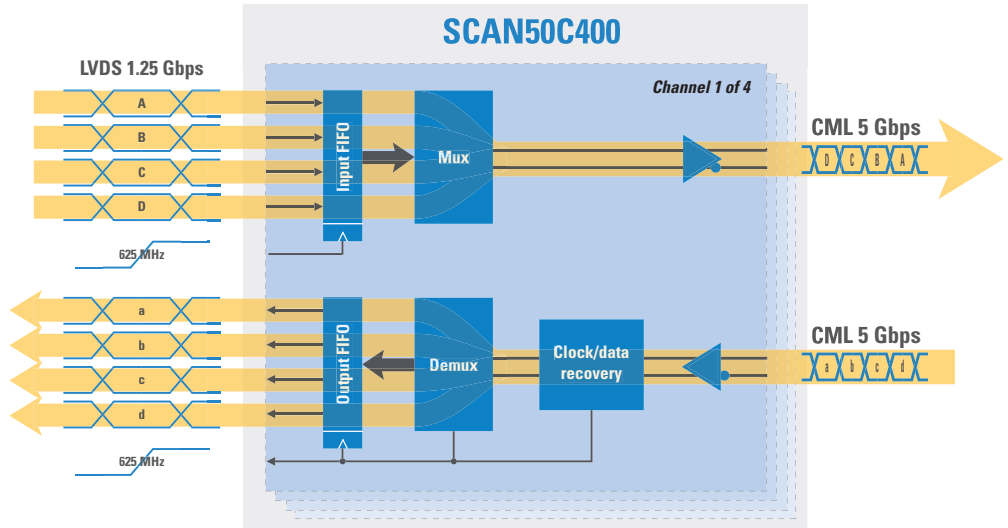 SCAN50C400
LVDS 1.25 Gbps
Channel 1 of 4
A
B
C
D
Input FIFO
Mux
CML 5 Gbps
D C B A
625 MHz
a
b
c
d
Output FIFO
Demux
Clock/data
recovery
CML 5 Gbps
a b c d
625 MHz